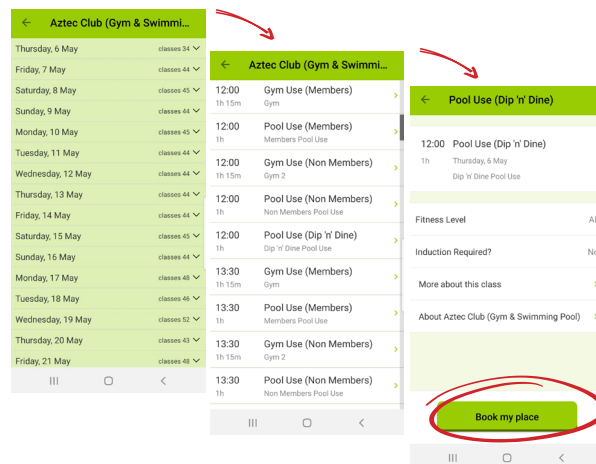 Aztec Club (Gym & Swimmi...
Thursday, 6 May classes 34
Friday, 7 May classes 44
Saturday, 8 May classes 45
Sunday, 9 May classes 44
Monday, 10 May classes 45
Tuesday, 11 May classes 44
Wednesday, 12 May classes 44
Thursday, 13 May classes 44
Friday, 14 May classes 44
Saturday, 15 May classes 45
Sunday, 16 May classes 44
Monday, 17 May classes 48
Tuesday, 18 May classes 46
Wednesday, 19 May classes 52
Thursday, 20 May classes 43
Friday, 21 May classes 48
Aztec Club (Gym & Swimmi...
12:00 Gym Use (Members)
1h 15m Gym
12:00 Pool Use (Members)
1h Members Pool Use
12:00 Gym Use (Non Members)
1h 15m Gym 2
12:00 Pool Use (Non Members)
1h Non Members Pool Use
12:00 Pool Use (Dip 'n' Dine)
1h Dip 'n' Dine Pool Use
13:30 Gym Use (Members)
1h 15m Gym
13:30 Pool Use (Members)
1h Members Pool Use
13:30 Gym Use (Non Members)
1h 15m Gym 2
13:30 Pool Use (Non Members)
1h Non Members Pool Use
Pool Use (Dip 'n' Dine)
12:00 Pool Use (Dip 'n' Dine)
1h Thursday, 6 May
Dip 'n' Dine Pool Use
Fitness Level
Induction Required? No
More about this class
About Aztec Club (Gym & Swimming Pool)
Book my place